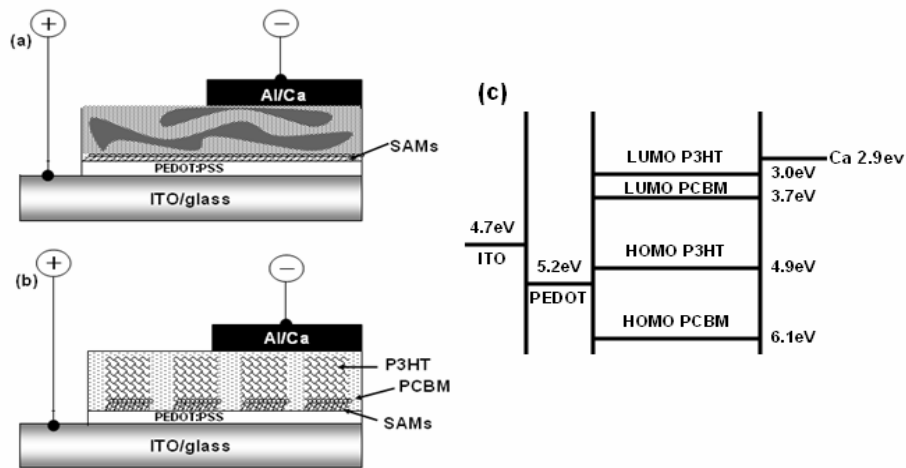 (a)
+
−
Al/Ca
SAMs
PEDOT:PSS
ITO/glass
(b)
+
−
Al/Ca
P3HT
PCBM
SAMs
PEDOT:PSS
ITO/glass
(c)
LUMO P3HT
Ca 2.9ev
3.0eV
LUMO PCBM
3.7eV
4.7eV
ITO
5.2eV
PEDOT
HOMO P3HT
4.9eV
HOMO PCBM
6.1eV